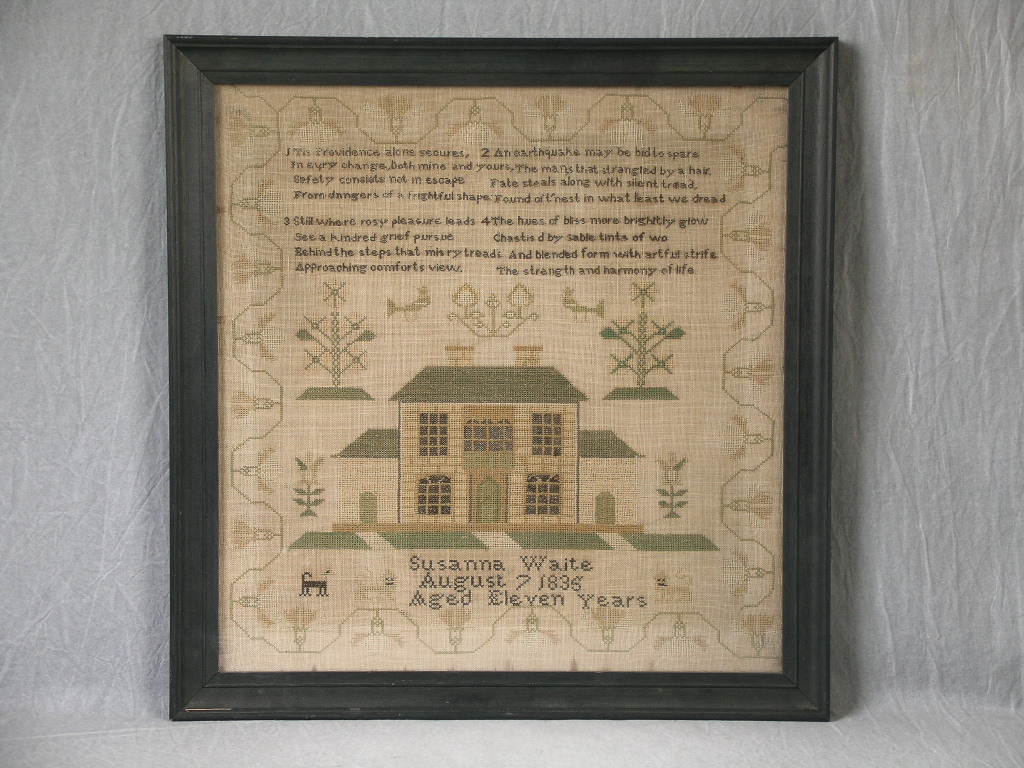 1 Tis Providence alone secures,
In evry change, both mine and yours,
Safety consists not in escape
From dangers of a frightful shape
2 An earthquake may be bid to spare
The man thats strangled by a hair
Fate steals along with silent tread,
Found oft'nest in what least we dread
3 Still where rosy pleasure leads
See a kindred grief pursue
Behind the steps that misry treads
Approaching comforts view.
4 The hues of bliss more brightly glow
Chastis'd by sable tints of wo
And blended form with artful strife
The strength and harmony of life
Susanna Waite
August 7 1836
Aged Eleven Years